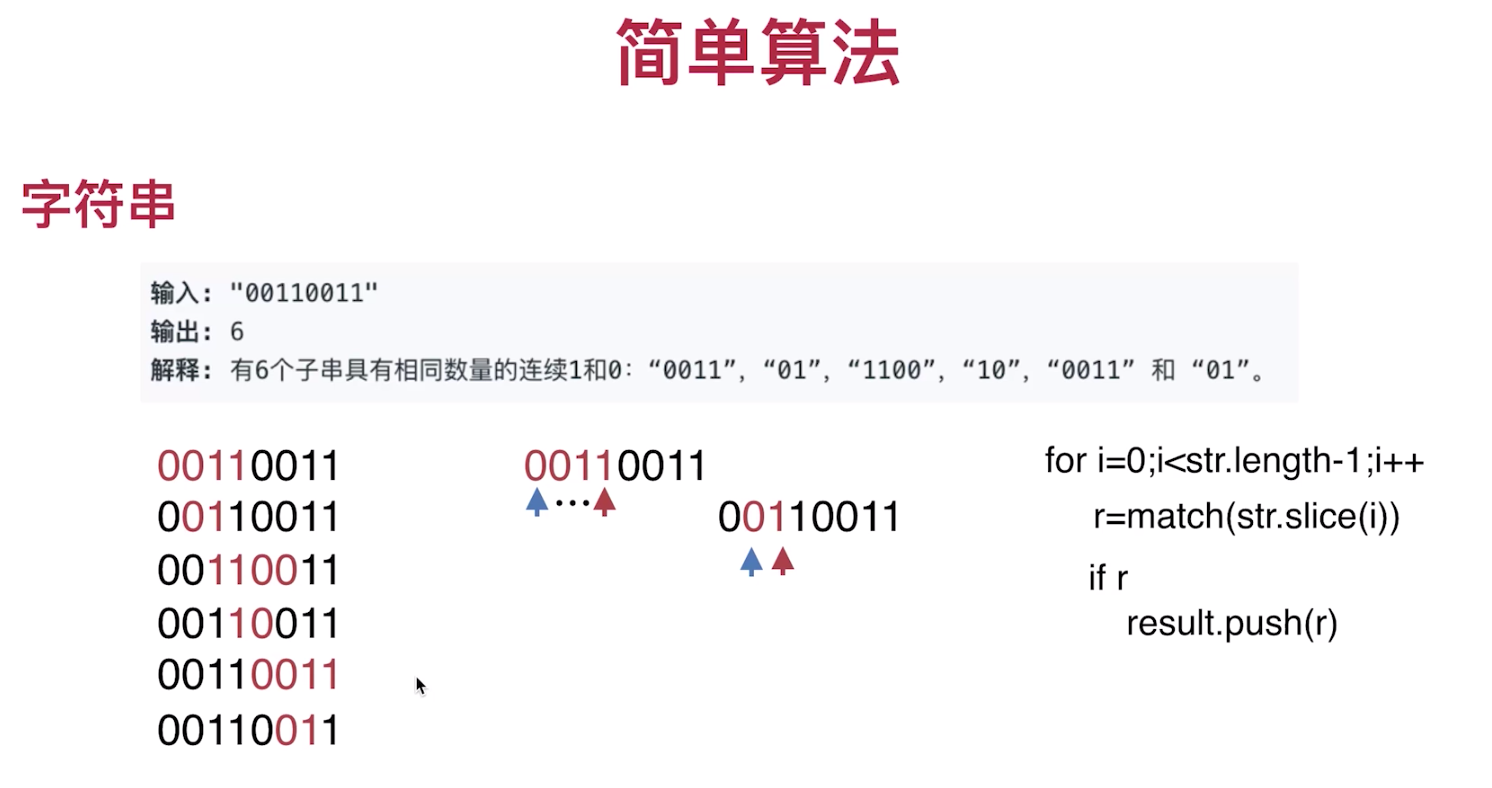 简单算法
字符串
输入: "00110011"
输出: 6
解释: 有6个子串具有相同数量的连续1和0:“0011”,“01”,“1100”,“10”,“0011” 和 “01”。
00110011
00110011
00110011
00110011
00110011
00110011
00110011
...
00110011
for i=0;i<str.length-1;i++
r=match(str.slice(i))
if r
result.push(r)